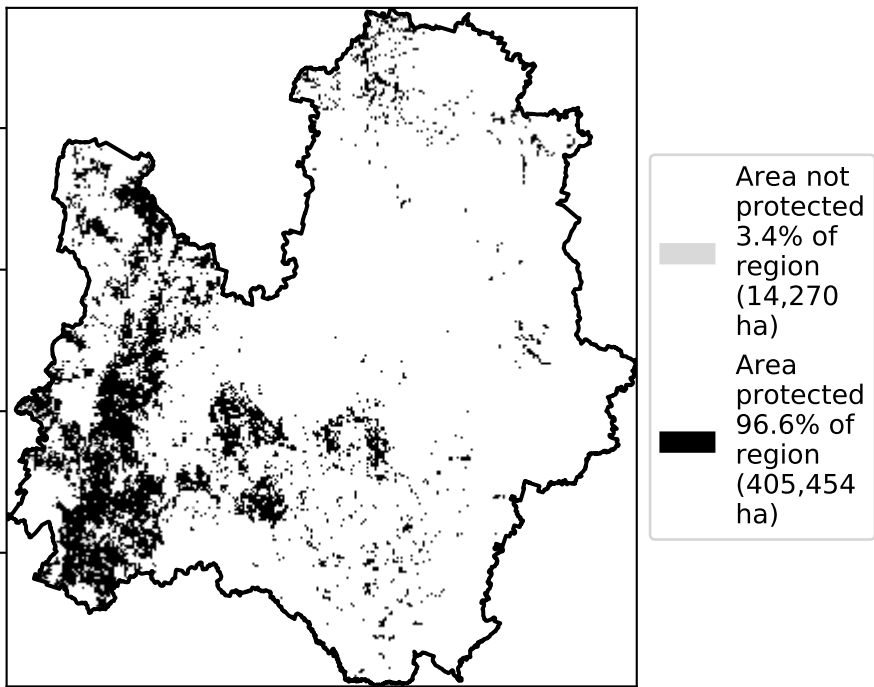 Area not
protected
3.4% of
region
(14,270
ha)
Area
protected
96.6% of
region
(405,454
ha)